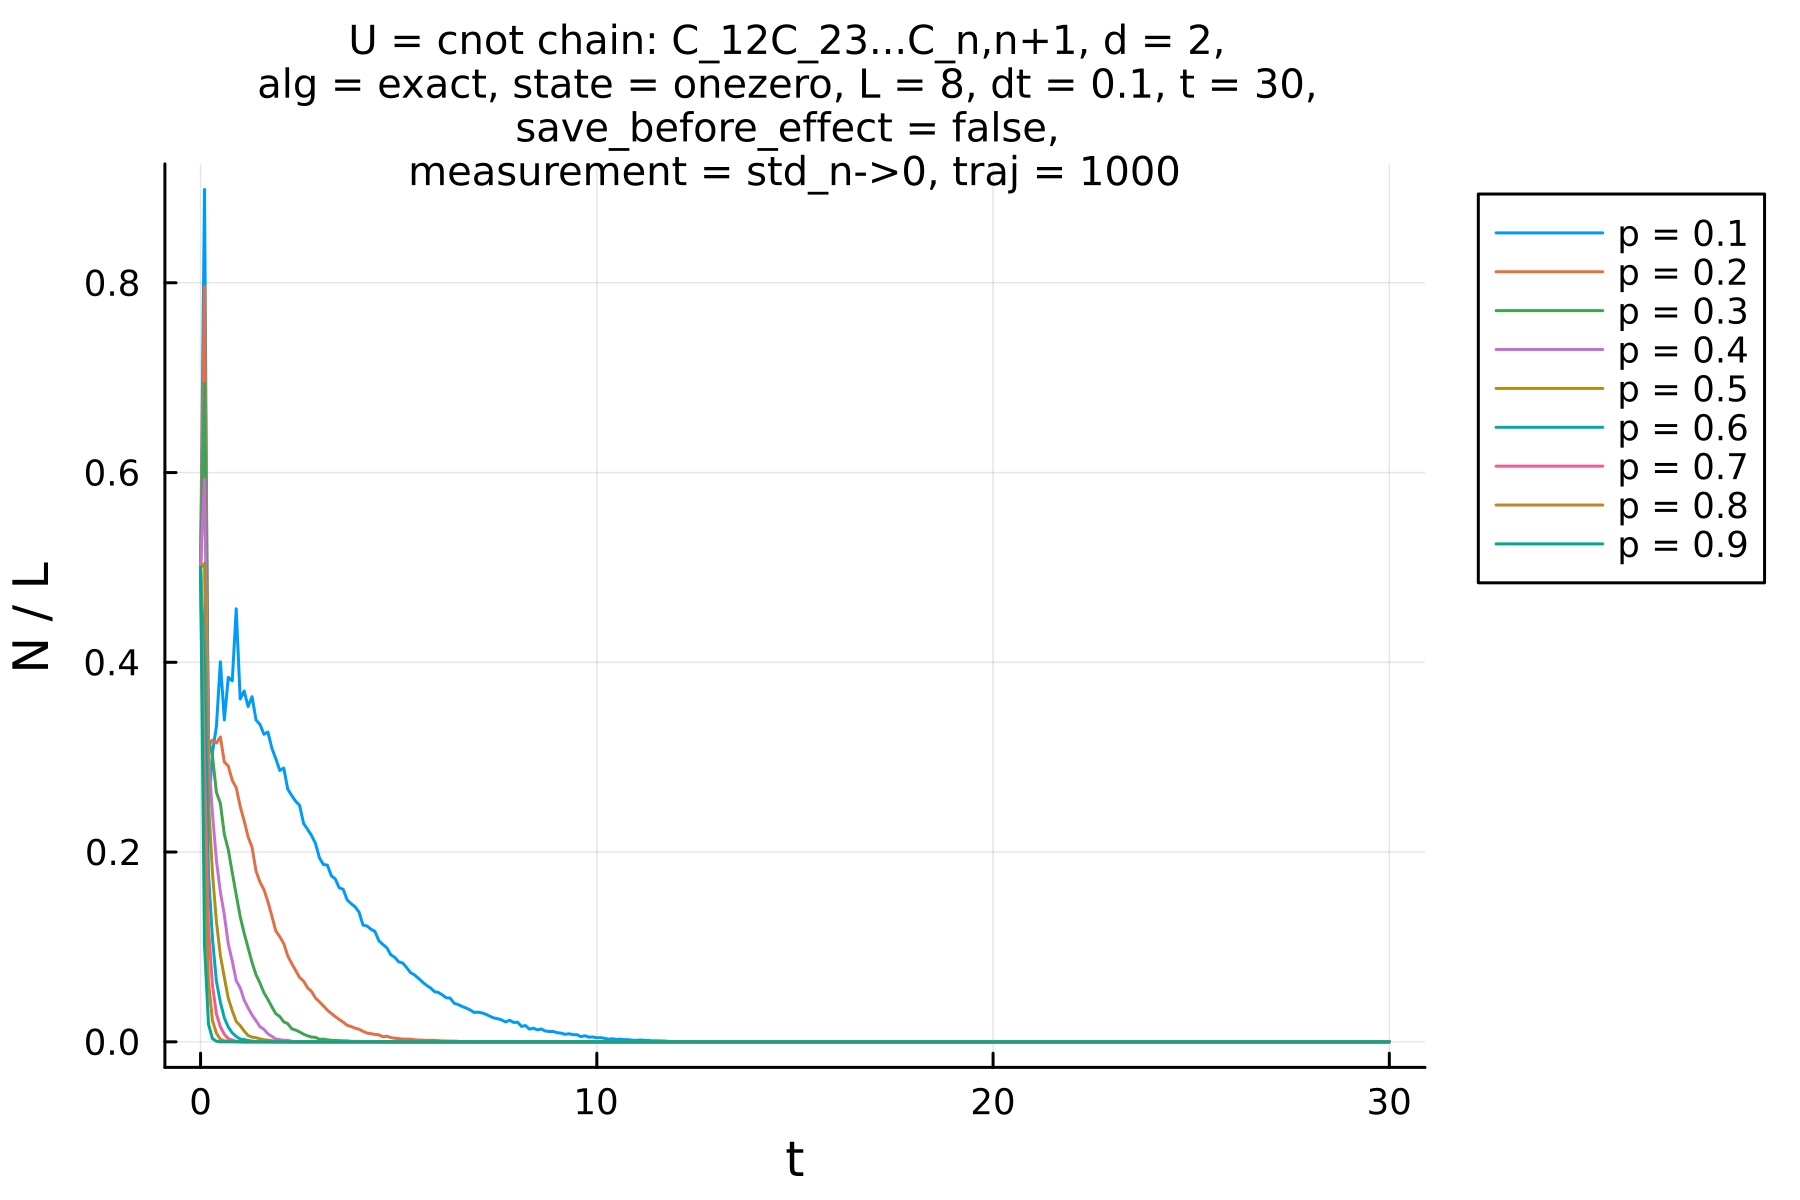 U = cnot chain: C_12C_23...C_n,n+1, d = 2,
alg = exact, state = onezero, L = 8, dt = 0.1, t = 30,
save_before_effect = false,
measurement = std_n->0, traj = 1000
p = 0.1
p = 0.2
p = 0.3
p = 0.4
p = 0.5
p = 0.6
p = 0.7
p = 0.8
p = 0.9
N / L
0.8
0.6
0.4
0.2
0.0
0
10
20
30
t